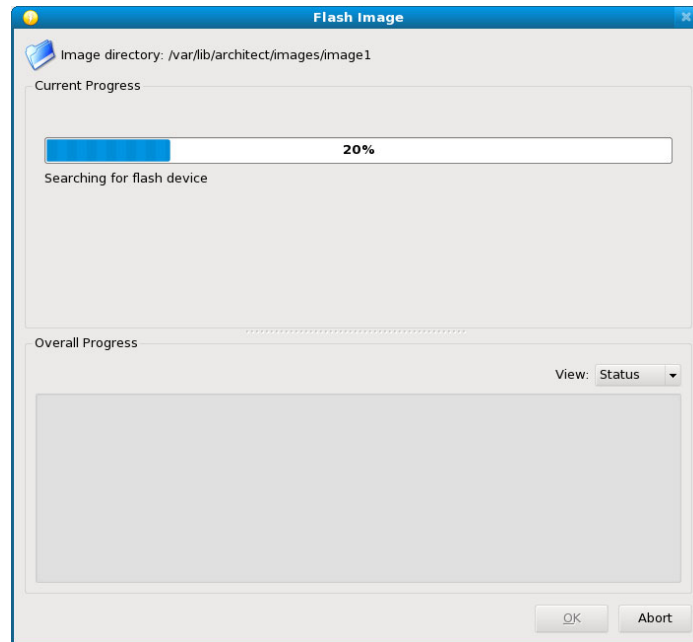 Flash Image
Image directory: /var/lib/architect/images/image1
Current Progress
20%
Searching for flash device
Overall Progress
View: Status
OK Abort